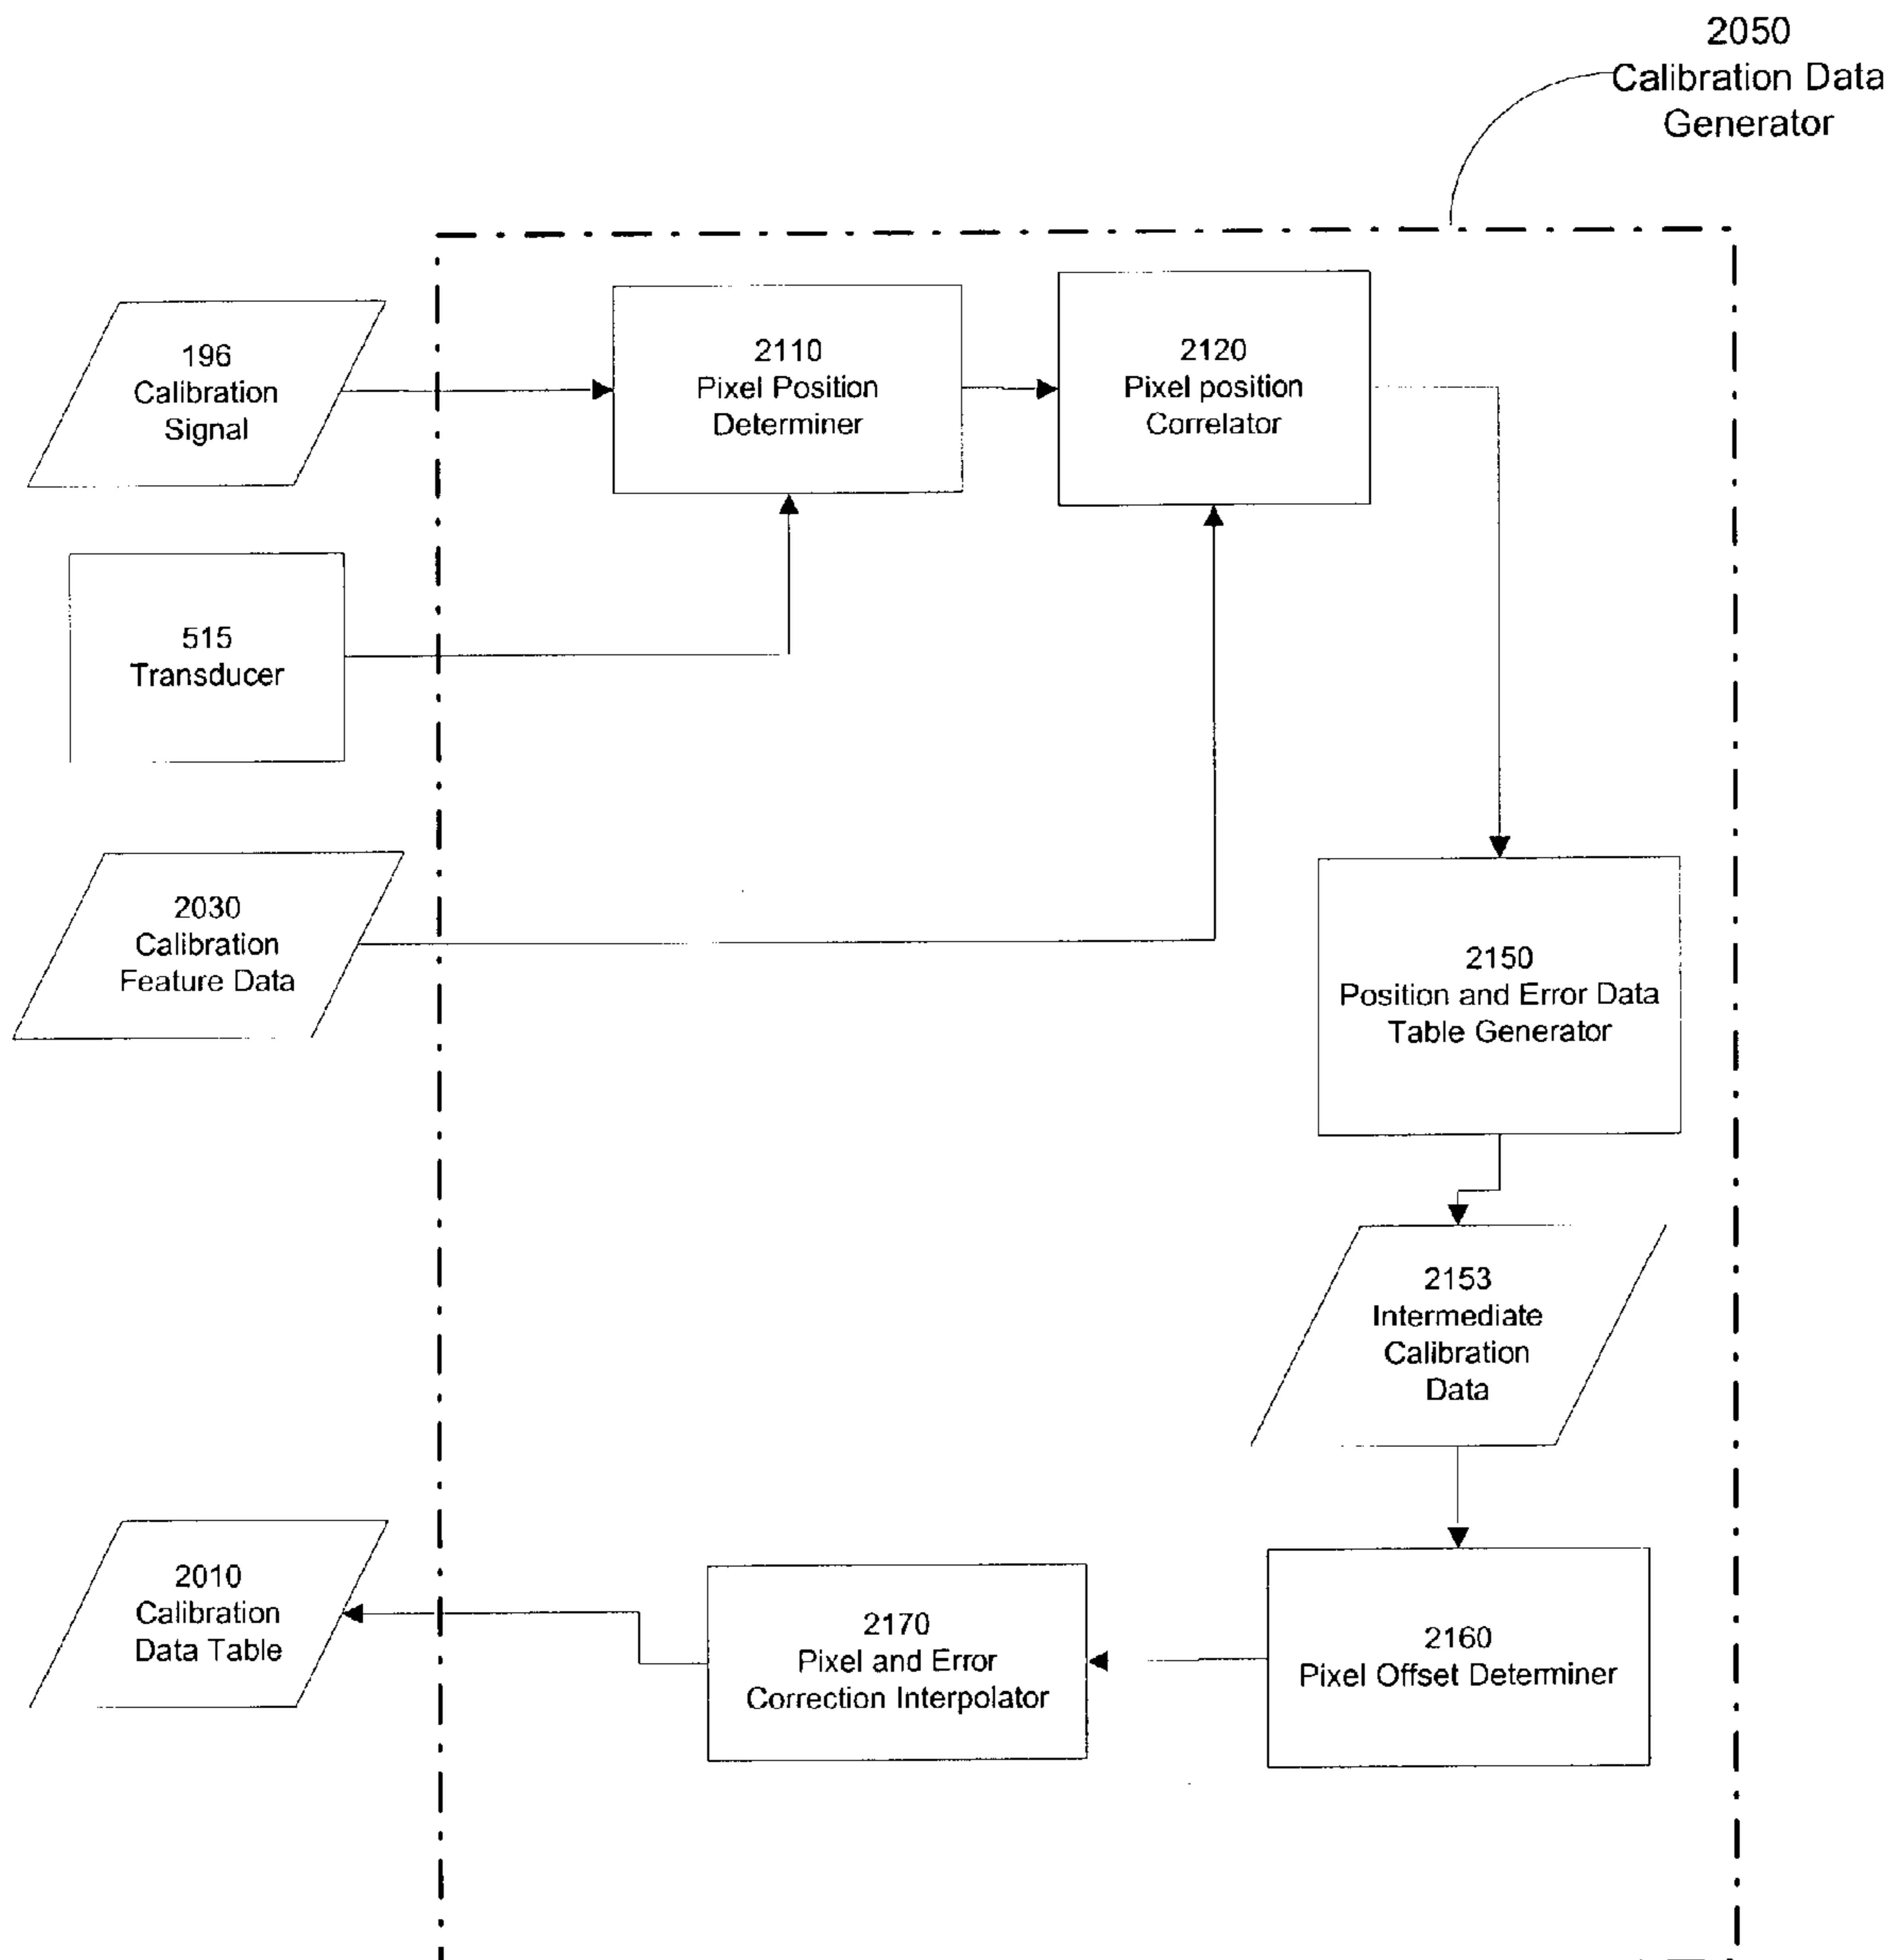 2050
Calibration Data
Generator
196
Calibration
Signal
2110
Pixel Position
Determiner
2120
Pixel position
Correlator
515
Transducer
2030
Calibration
Feature Data
2150
Position and Error Data
Table Generator
2153
Intermediate
Calibration
Data
2010
Calibration
Data Table
2170
Pixel and Error
Correction Interpolator
2160
Pixel Offset Determiner